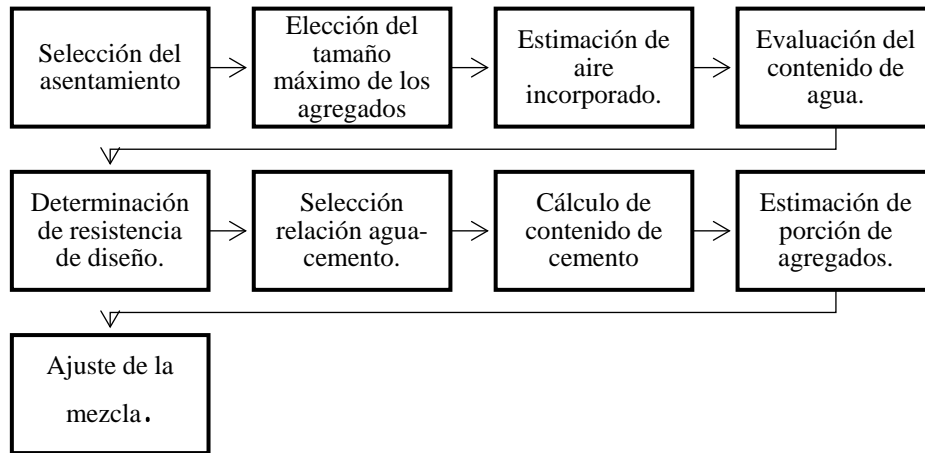 Selección del
asentamiento
Elección del
tamaño
máximo de los
agregados
Estimación de
aire
incorporado.
Evaluación del
contenido de
agua.
Determinación
de resistencia
de diseño.
Selección
relación agua-
cemento.
Cálculo de
contenido de
cemento
Estimación de
porción de
agregados.
Ajuste de la
mezcla.